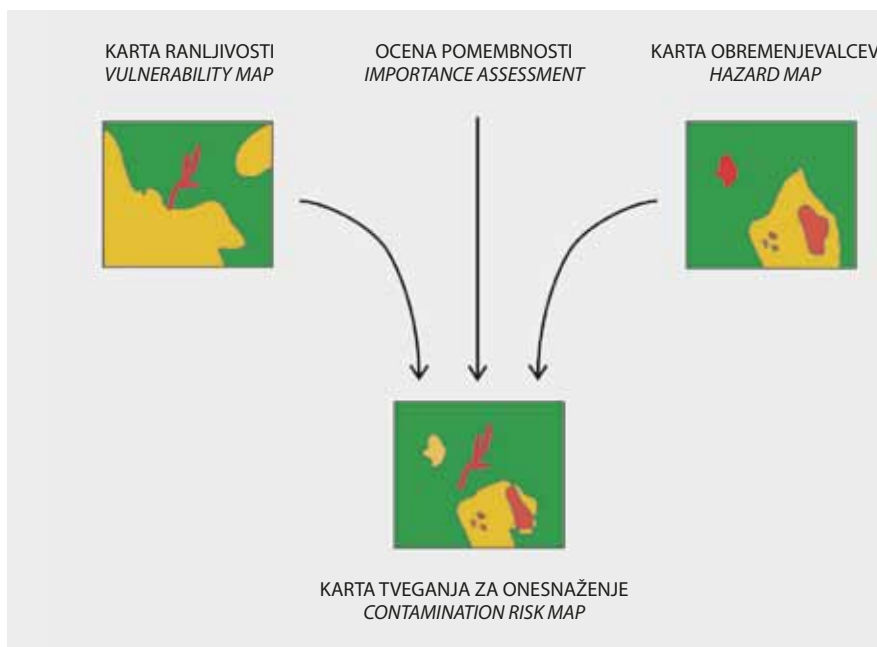 KARTA RANLJIVOSTI
VULNERABILITY MAP
OCENA POMEMBNOSTI
IMPORTANCE ASSESSMENT
KARTA OBREMENJEVALCEV
HAZARD MAP
KARTA TVEGANJA ZA ONESNAŽENJE
CONTAMINATION RISK MAP